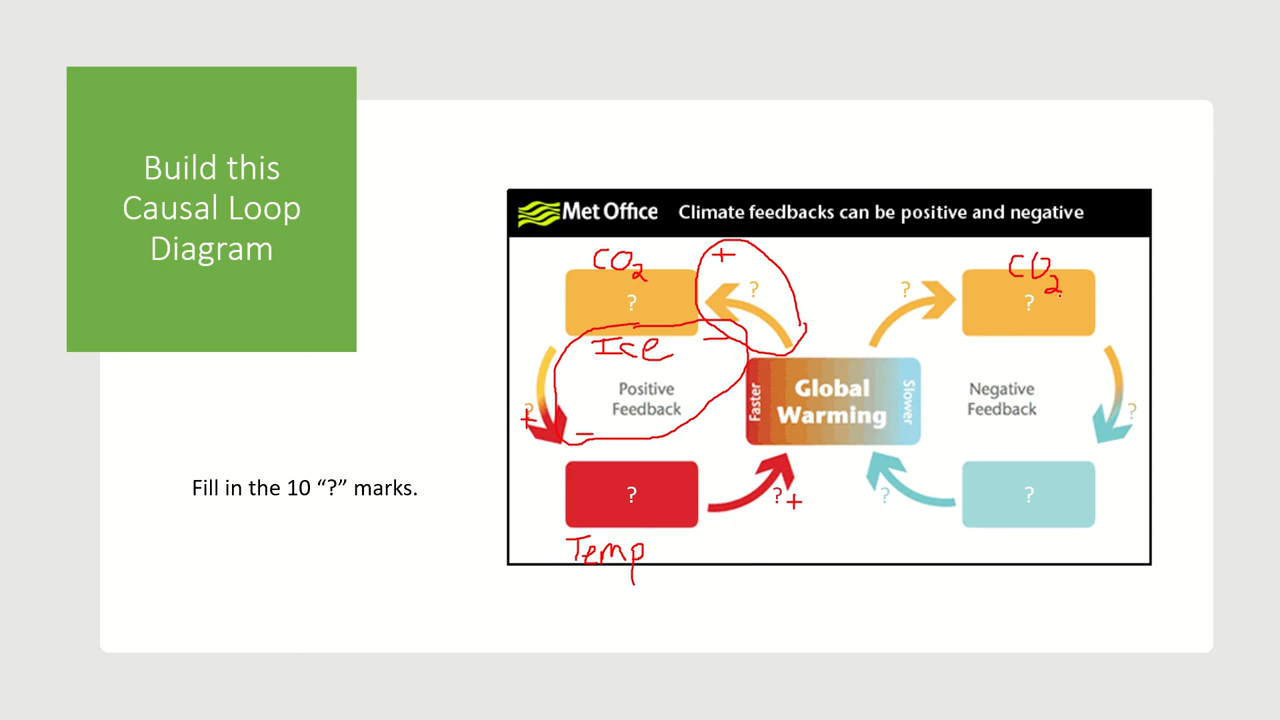 Build this
Causal Loop
Diagram
Fill in the 10 “?” marks.
Met Office Climate feedbacks can be positive and negative
CO2
?
+
?
?
CO2
?
Ice
−
Positive
Feedback
−
?
+
Faster
Global
Warming
Slower
Negative
Feedback
?
?
?
+
?
?
Temp